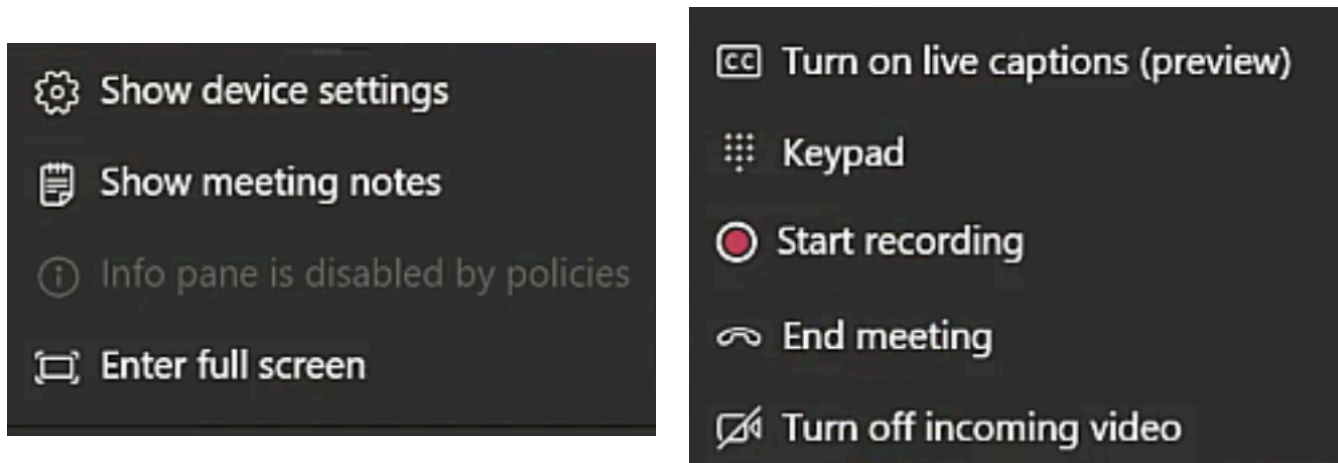 Show device settings
Show meeting notes
Info pane is disabled by policies
Enter full screen
CC Turn on live captions (preview)
Keypad
Start recording
End meeting
Turn off incoming video